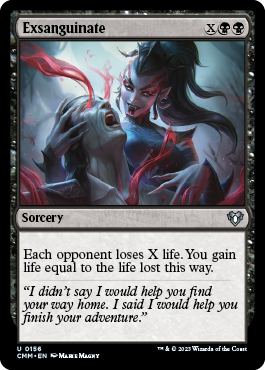 Exsanguinate XBB
Sorcery
Each opponent loses X life. You gain
life equal to the life lost this way.
“I didn’t say I would help you find
your way home. I said I would help you
finish your adventure.”
U 0156
CMM • EN Marie Magny
™ & © 2023 Wizards of the Coast